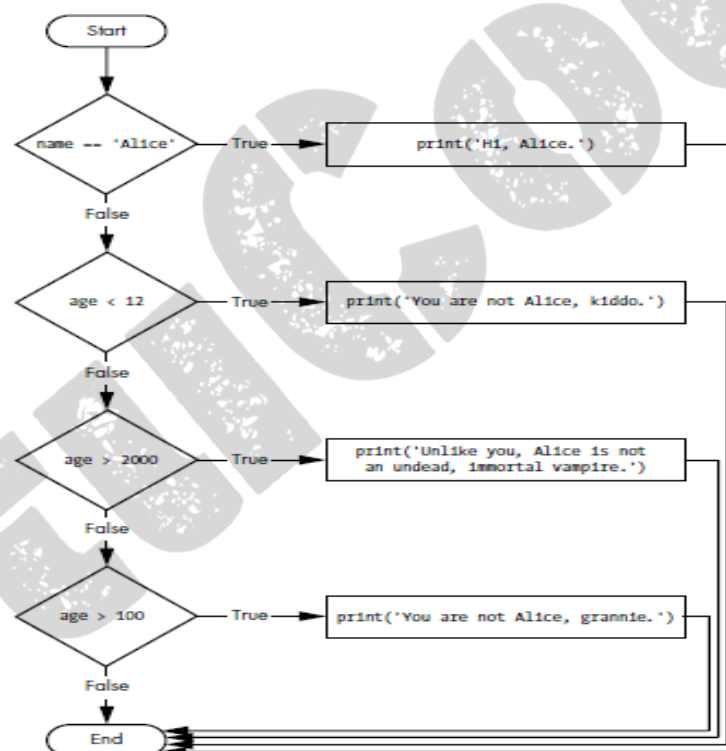 Start
name == 'Alice'
True
print('Hi, Alice.')
False
age < 12
True
print('You are not Alice, kiddo.')
False
age > 2000
True
print('Unlike you, Alice is not
an undead, immortal vampire.')
False
age > 100
True
print('You are not Alice, grannie.')
False
End